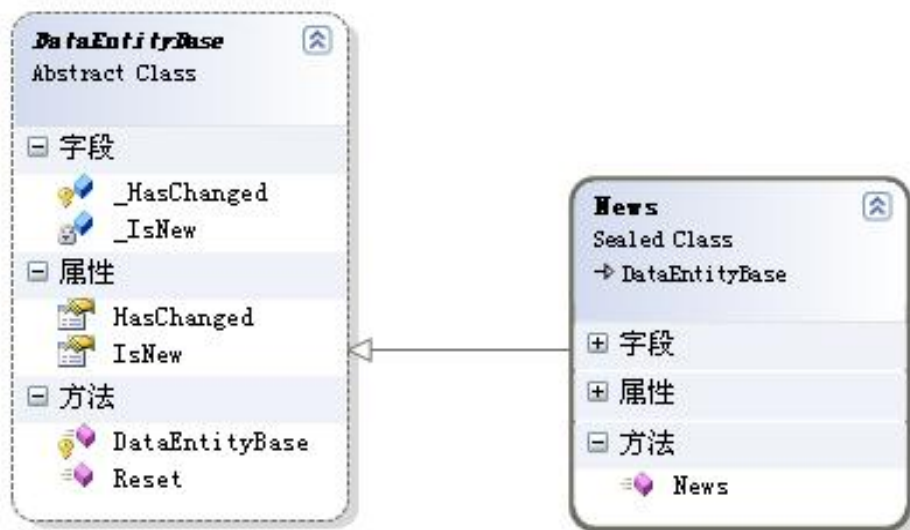 DataEntityBase
Abstract Class
字段
_HasChanged
_IsNew
属性
HasChanged
IsNew
方法
DataEntityBase
Reset
News
Sealed Class
DataEntityBase
字段
属性
方法
News